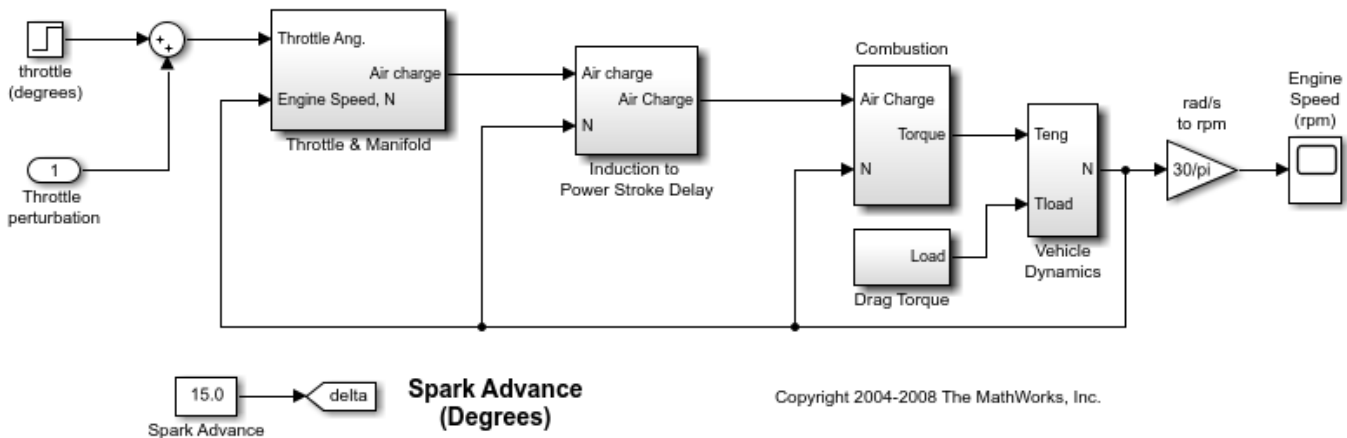 throttle
(degrees)
+
+
1
Throttle
perturbation
Throttle Ang.
Air charge
Engine Speed, N
Throttle & Manifold
Air charge
Air Charge
N
Induction to
Power Stroke Delay
Combustion
Air Charge
Torque
N
Load
Drag Torque
Teng
N
Tload
Vehicle
Dynamics
rad/s
to rpm
30/pi
Engine
Speed
(rpm)
15.0
Spark Advance
delta
Spark Advance
(Degrees)
Copyright 2004-2008 The MathWorks, Inc.